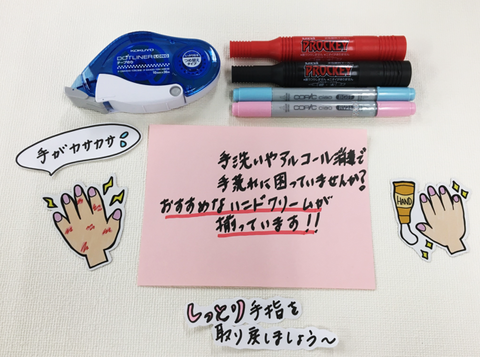 KOKUYO
DOTLINER
PROCKEY
PROCKEY
COPIC ciao
COPIC ciao
手がカサカサ
手洗いやアルコール消毒で
手荒れに困っていませんか?
おすすめなハンドクリームが
揃っています!!
HAND
しっとり手指を
取り戻しましょう〜